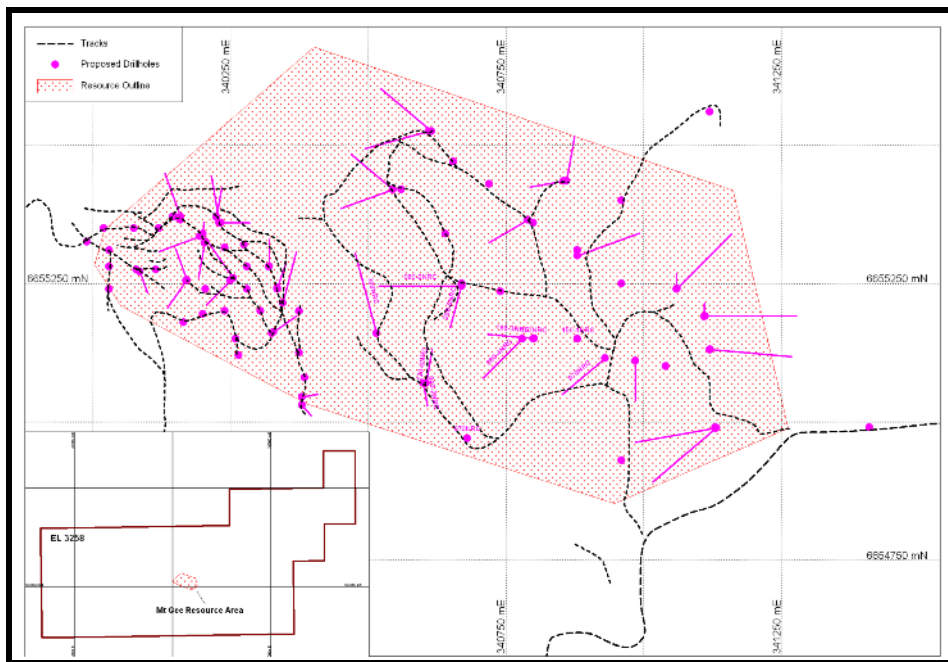 Tracks
Proposed Drillholes
Resource Outline
340250 mE
340750 mE
341250 mE
6655250 mN
6655250 mN
6654750 mN
340750 mE
341250 mE
EL 3258
Mt Gee Resource Area